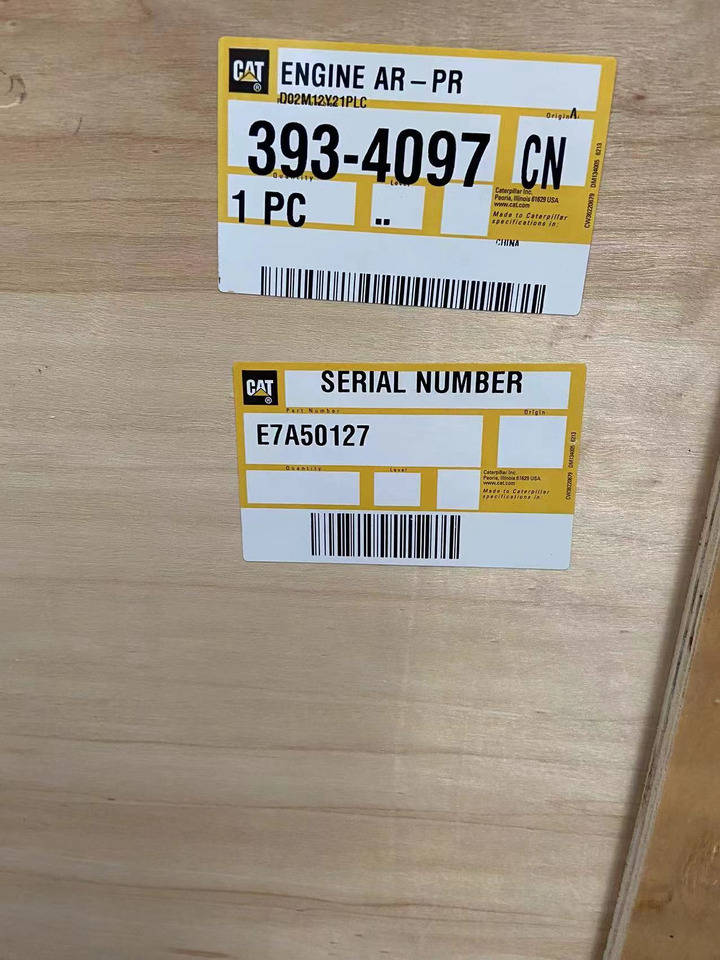 CAT
®
ENGINE AR-PR
D02M12Y21PLC
Origin
A
393-4097
CN
Quantity
Level
1 PC
..
Caterpillar Inc.
Peoria, Illinois 61629 USA
www.cat.com
Made to Caterpillar
specifications in:
CHINA
CAT
®
SERIAL NUMBER
Part Number
Origin
E7A50127
Quantity
Level
Caterpillar Inc.
Peoria, Illinois 61629 USA
www.cat.com
Made to Caterpillar
specifications in: